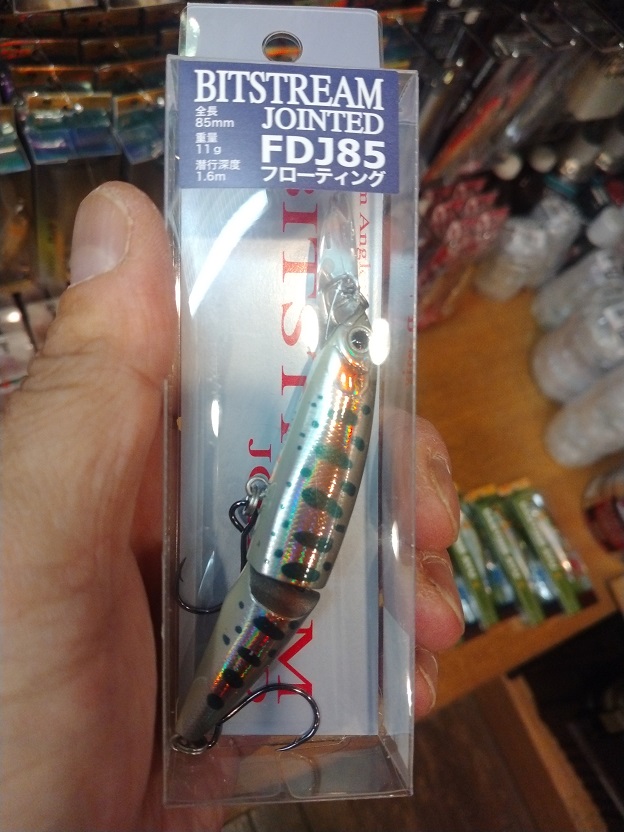 BITSTREAM
JOINTED
全長
85mm
重量
11g
潜行深度
1.6m
FDJ85
フローティング